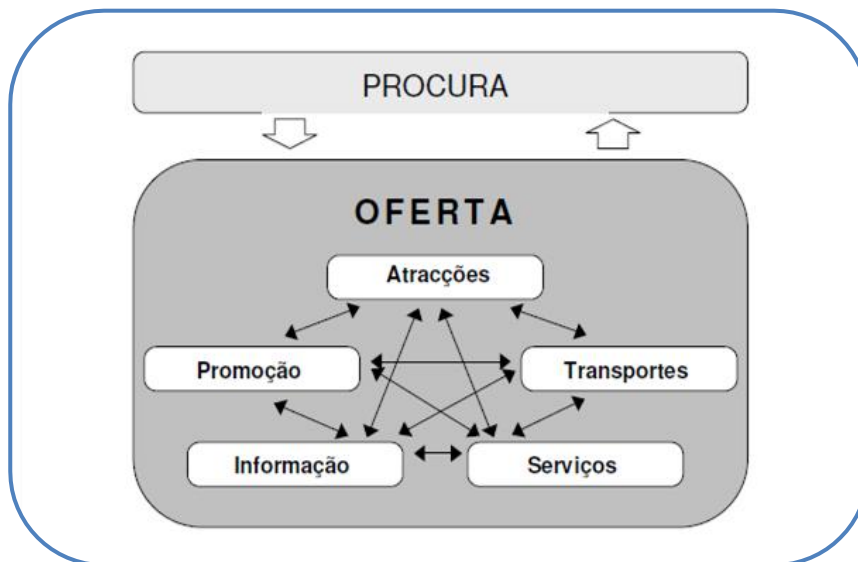 PROCURA
OFERTA
Atracções
Promoção
Transportes
Informação
Serviços